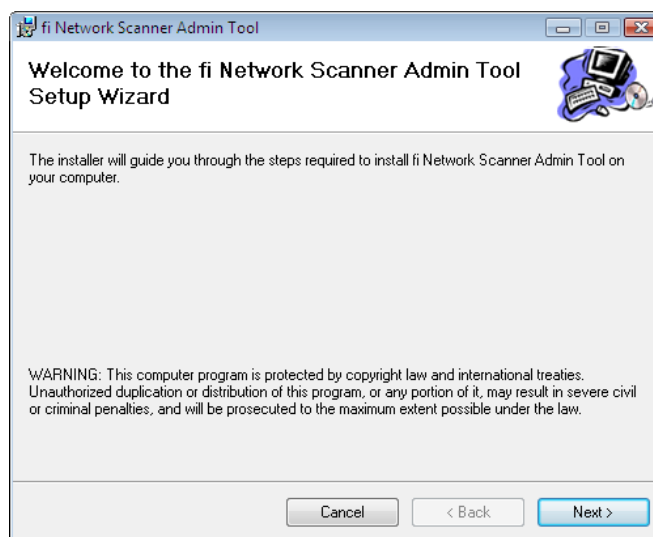 fi Network Scanner Admin Tool
Welcome to the fi Network Scanner Admin Tool
Setup Wizard
The installer will guide you through the steps required to install fi Network Scanner Admin Tool on
your computer.
WARNING: This computer program is protected by copyright law and international treaties.
Unauthorized duplication or distribution of this program, or any portion of it, may result in severe civil
or criminal penalties, and will be prosecuted to the maximum extent possible under the law.
Cancel
< Back
Next >